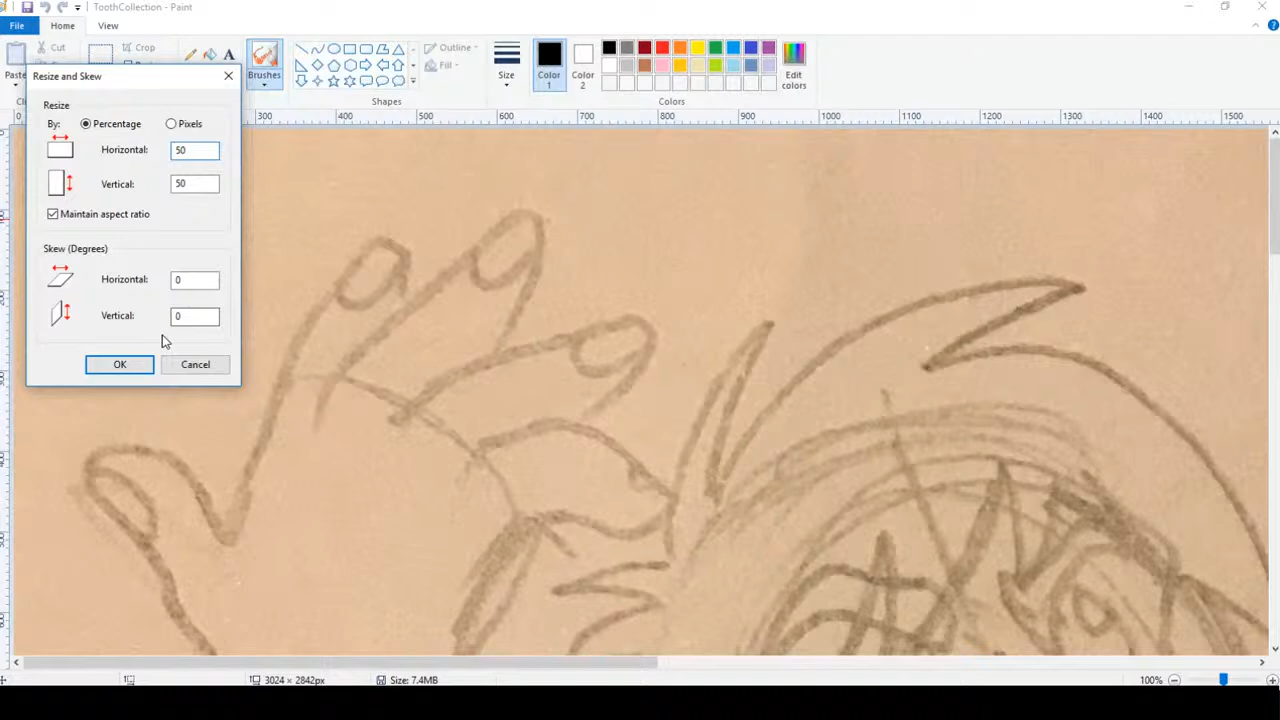 ToothCollection - Paint
File
Home
View
Paste
Cut
Crop
Brushes
Outline
Fill
Shapes
Size
Color 1
Color 2
Edit colors
Colors
Resize and Skew
Resize
By:
Percentage
Pixels
Horizontal:
50
Vertical:
50
Maintain aspect ratio
Skew (Degrees)
Horizontal:
0
Vertical:
0
OK
Cancel
0
300
400
500
600
700
800
900
1000
1100
1200
1300
1400
1500
3024 × 2842px
Size: 7.4MB
100%